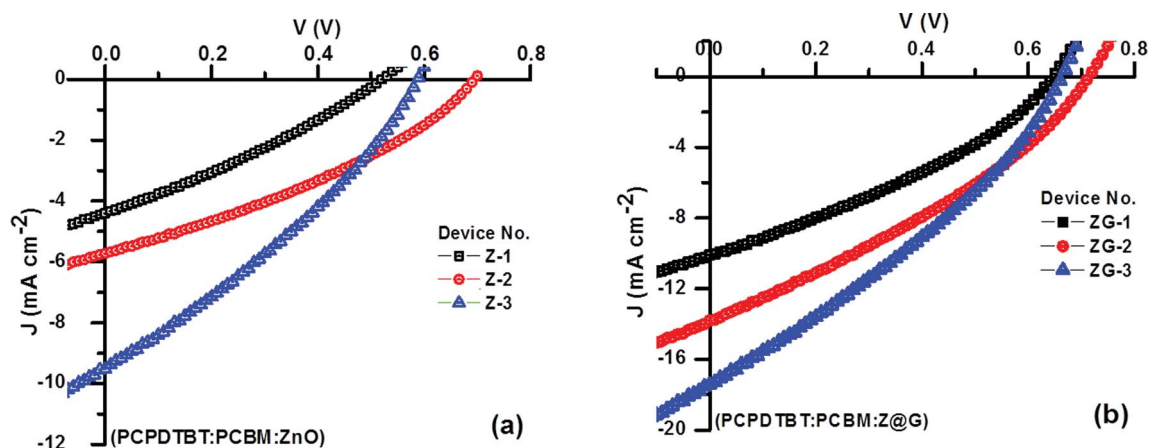 V (V)
0.0 0.2 0.4 0.6 0.8
0
-2
-4
-6
-8
-10
-12
J (mA cm-2)
Device No.
Z-1
Z-2
Z-3
(a)
(PCPDTBT:PCBM:ZnO)
V (V)
0.0 0.2 0.4 0.6 0.8
0
-4
-8
-12
-16
-20
J (mA cm-2)
Device No.
ZG-1
ZG-2
ZG-3
(b)
(PCPDTBT:PCBM:Z@G)